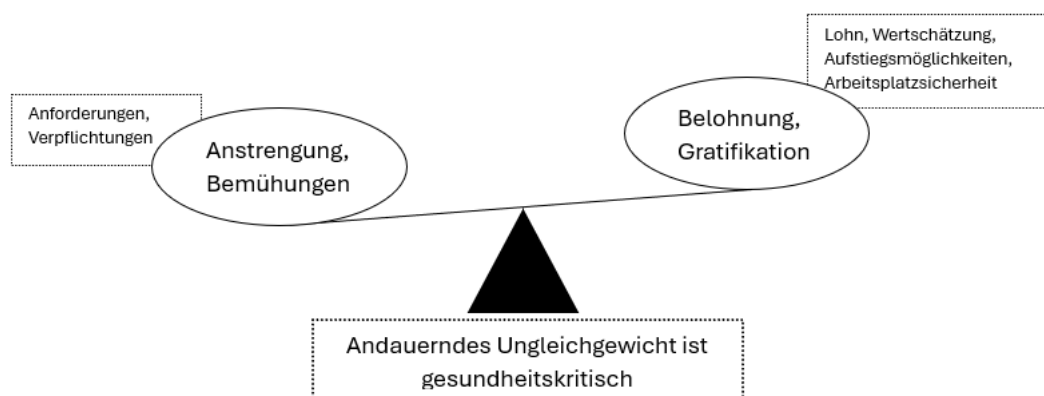 Lohn, Wertschätzung,
Aufstiegsmöglichkeiten,
Arbeitsplatzsicherheit
Anforderungen,
Verpflichtungen
Belohnung,
Gratifikation
Anstrengung,
Bemühungen
Andauerndes Ungleichgewicht ist
gesundheitskritisch